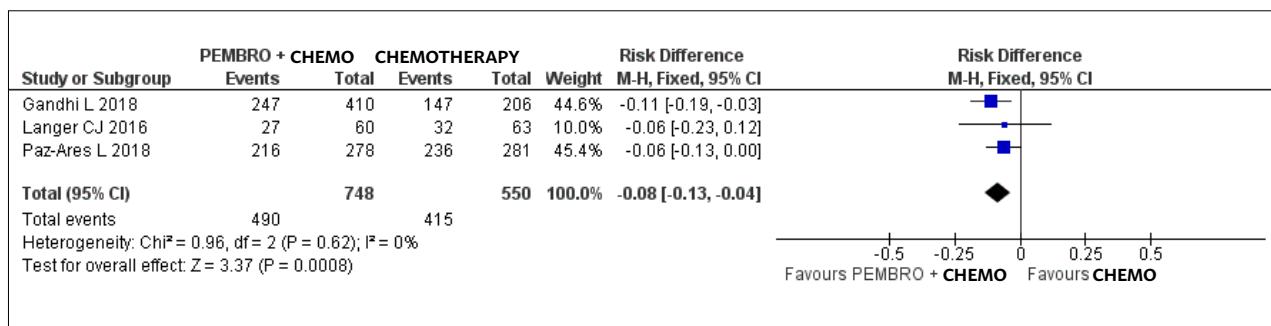 PEMBRO + CHEMO CHEMOTHERAPY Risk Difference Risk Difference
Study or Subgroup Events Total Events Total Weight M-H, Fixed, 95% CI M-H, Fixed, 95% CI
Gandhi L 2018 247 410 147 206 44.6% -0.11 [-0.19, -0.03]
Langer CJ 2016 27 60 32 63 10.0% -0.06 [-0.23, 0.12]
Paz-Ares L 2018 216 278 236 281 45.4% -0.06 [-0.13, 0.00]
Total (95% CI) 748 550 100.0% -0.08 [-0.13, -0.04]
Total events 490 415
Heterogeneity: Chi² = 0.96, df = 2 (P = 0.62); I² = 0%
Test for overall effect: Z = 3.37 (P = 0.0008)
-0.5 -0.25 0 0.25 0.5
Favours PEMBRO + CHEMO Favours CHEMO